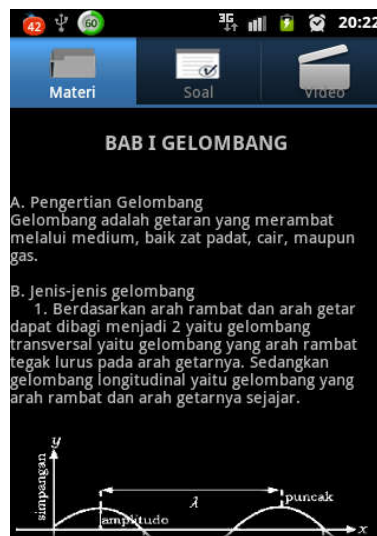 42
60
3G
20:22
Materi
Soal
Video
BAB I GELOMBANG
A. Pengertian Gelombang
Gelombang adalah getaran yang merambat
melalui medium, baik zat padat, cair, maupun
gas.
B. Jenis-jenis gelombang
1. Berdasarkan arah rambat dan arah getar
dapat dibagi menjadi 2 yaitu gelombang
transversal yaitu gelombang yang arah rambat
tegak lurus pada arah getarnya. Sedangkan
gelombang longitudinal yaitu gelombang yang
arah rambat dan arah getarnya sejajar.
y
simpangan
λ
puncak
amplitudo
x